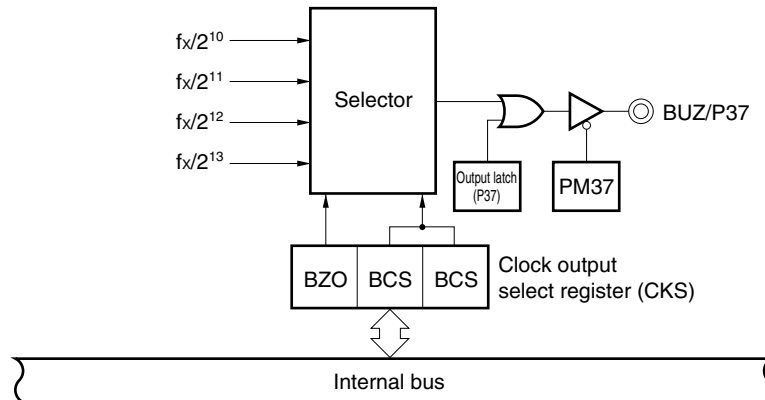 fx/2¹⁰
fx/2¹¹
fx/2¹²
fx/2¹³
Selector
BUZ/P37
Output latch
(P37)
PM37
BZO
BCS
BCS
Clock output
select register (CKS)
Internal bus